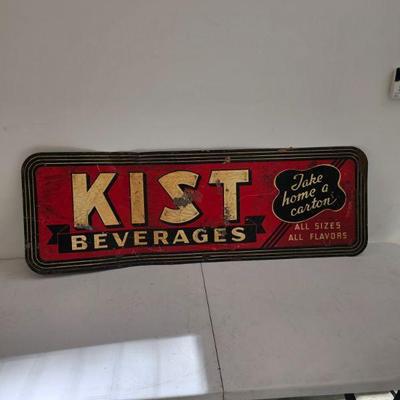 KIST
BEVERAGES
Take
home a
carton
ALL SIZES
ALL FLAVORS